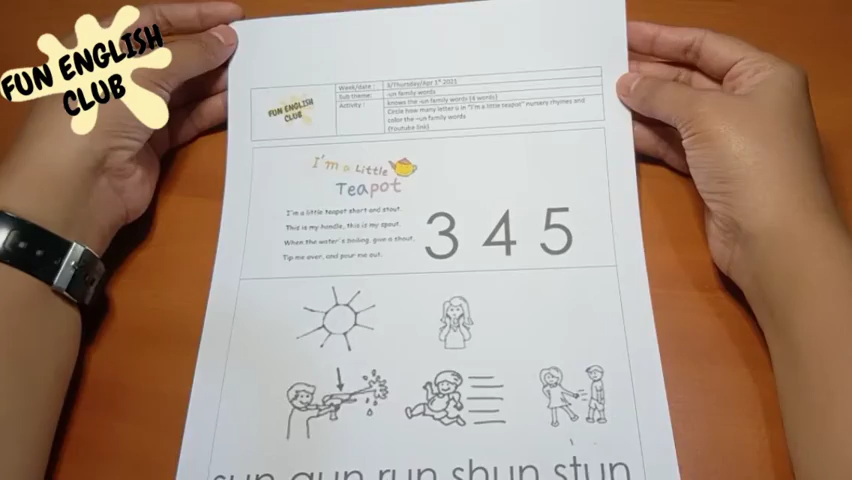 FUN ENGLISH
CLUB
FUN ENGLISH
CLUB
Week/date : 3/Thursday/Apr 1st 2021
Sub theme: -un family words
Activity : knows the -un family words (4 words)
Circle how many letter u in "I'm a little teapot" nursery rhymes and
color the -un family words
(Youtube link)
I'm a Little
Teapot
I'm a little teapot short and stout.
This is my handle, this is my spout.
When the water's boiling, give a shout,
Tip me over, and pour me out.
3 4 5
sun gun run shun stun